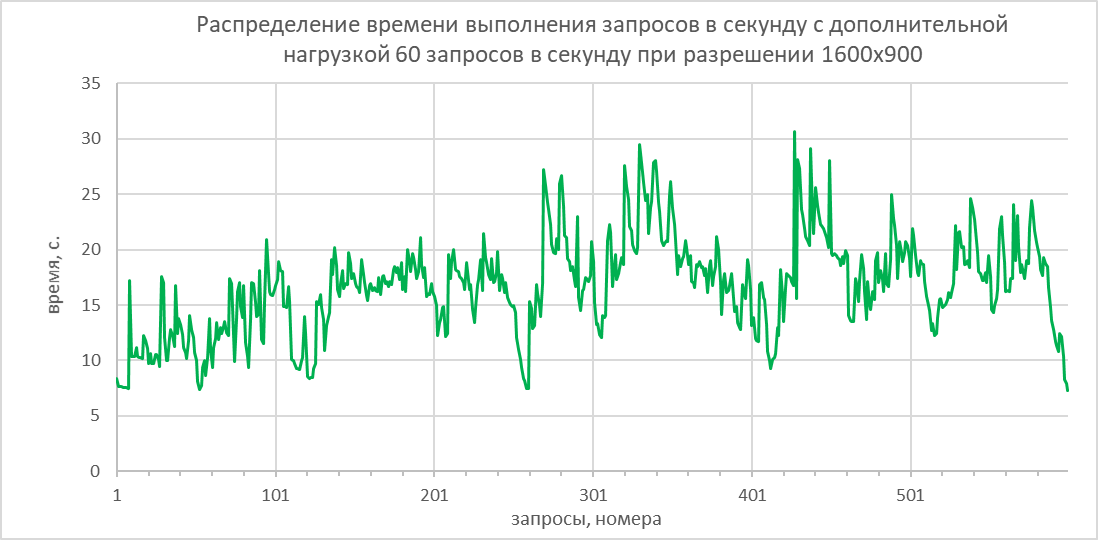 Распределение времени выполнения запросов в секунду с дополнительной
нагрузкой 60 запросов в секунду при разрешении 1600x900
35
30
25
20
15
10
5
0
время, с.
1 101 201 301 401 501
запросы, номера